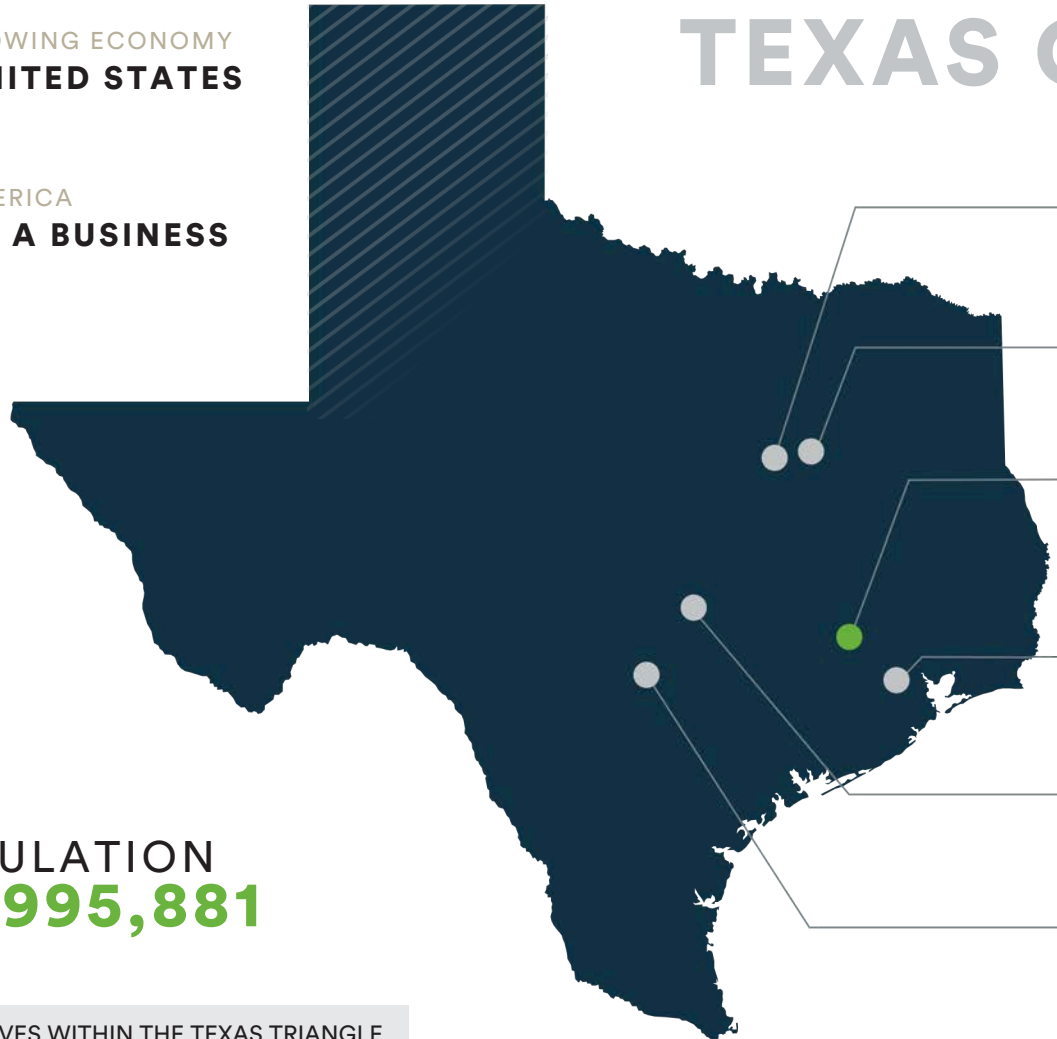 OWING ECONOMY
NITED STATES
TEXAS
ERICA
A BUSINESS
ULATION
995,881
VES WITHIN THE TEXAS TRIANGLE